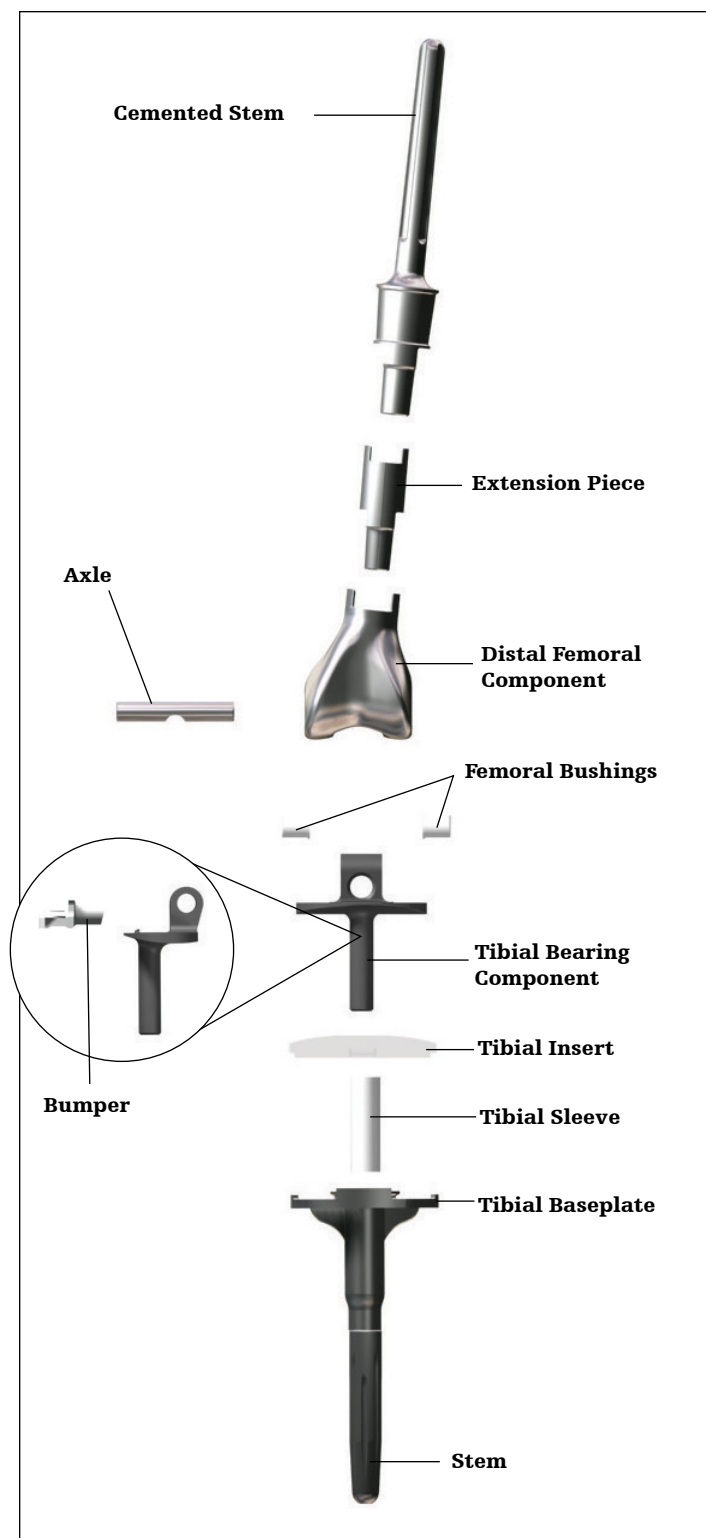 Cemented Stem
Extension Piece
Axle
Distal Femoral
Component
Femoral Bushings
Tibial Bearing
Component
Tibial Insert
Bumper
Tibial Sleeve
Tibial Baseplate
Stem